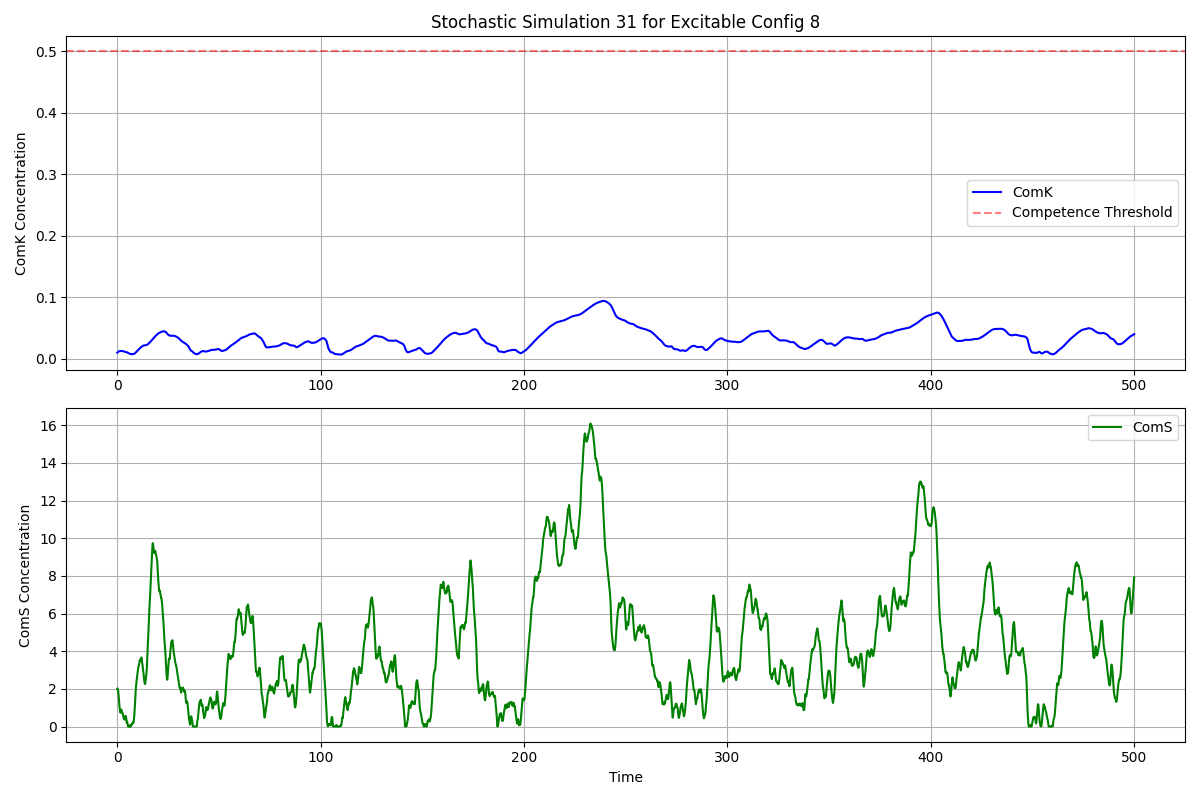 Stochastic Simulation 31 for Excitable Config 8
ComK Concentration
0.5
0.4
0.3
0.2
0.1
0.0
ComK
Competence Threshold
0 100 200 300 400 500
ComS Concentration
16
14
12
10
8
6
4
2
0
ComS
0 100 200 300 400 500
Time